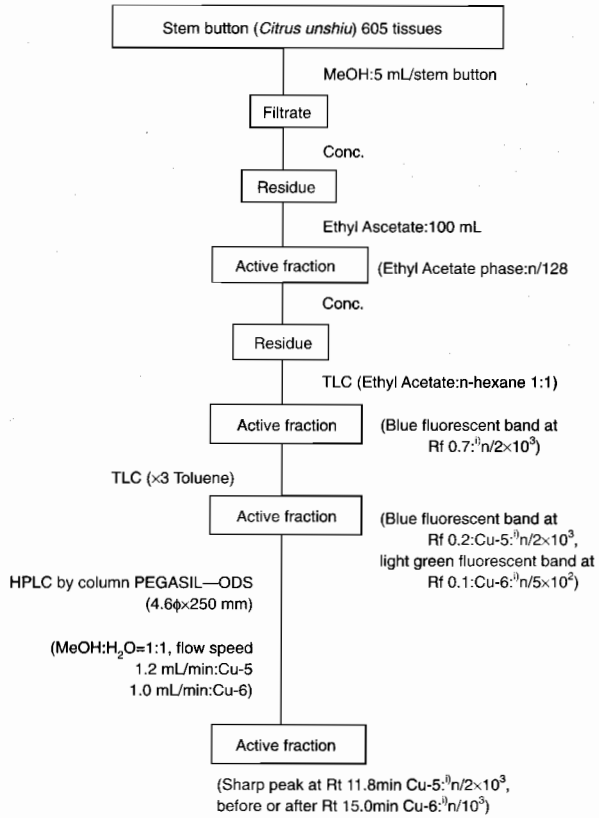 Stem button (Citrus unshiu) 605 tissues
MeOH:5 mL/stem button
Filtrate
Conc.
Residue
Ethyl Ascetate:100 mL
Active fraction
(Ethyl Acetate phase:n/128
Conc.
Residue
TLC (Ethyl Acetate:n-hexane 1:1)
Active fraction
(Blue fluorescent band at
Rf 0.7:ⁱ⁾n/2×10³)
TLC (×3 Toluene)
Active fraction
(Blue fluorescent band at
Rf 0.2:Cu-5:ⁱ⁾n/2×10³,
light green fluorescent band at
Rf 0.1:Cu-6:ⁱ⁾n/5×10²)
HPLC by column PEGASIL—ODS
(4.6ϕ×250 mm)
(MeOH:H₂O=1:1, flow speed
1.2 mL/min:Cu-5
1.0 mL/min:Cu-6)
Active fraction
(Sharp peak at Rt 11.8min Cu-5:ⁱ⁾n/2×10³,
before or after Rt 15.0min Cu-6:ⁱ⁾n/10³)